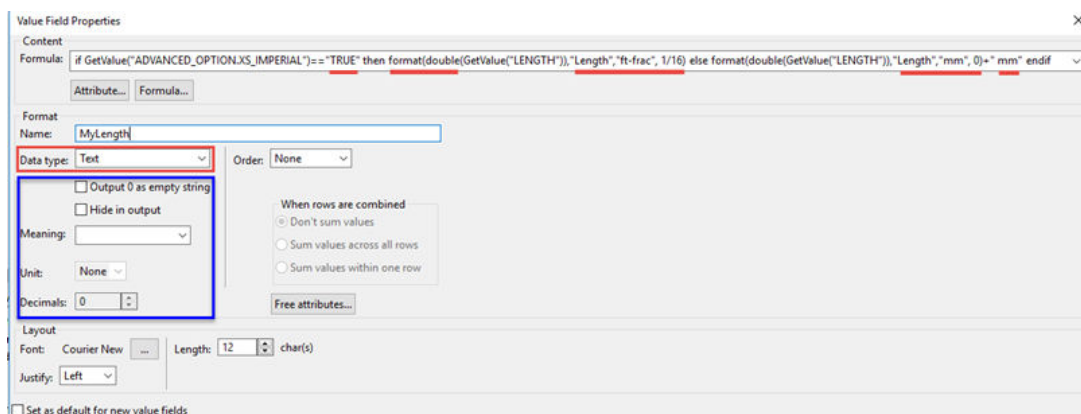 Value Field Properties
Content
Formula: if GetValue("ADVANCED_OPTION.XS_IMPERIAL")=="TRUE" then format(double(GetValue("LENGTH")),"Length","ft-frac", 1/16) else format(double(GetValue("LENGTH")),"Length","mm", 0)+" mm" endif
Attribute... Formula...
Format
Name: MyLength
Data type: Text Order: None
Output 0 as empty string
Hide in output
When rows are combined
Don't sum values
Meaning:
Sum values across all rows
Sum values within one row
Unit: None
Decimals: 0
Free attributes...
Layout
Font: Courier New ... Length: 12 char(s)
Justify: Left
Set as default for new value fields